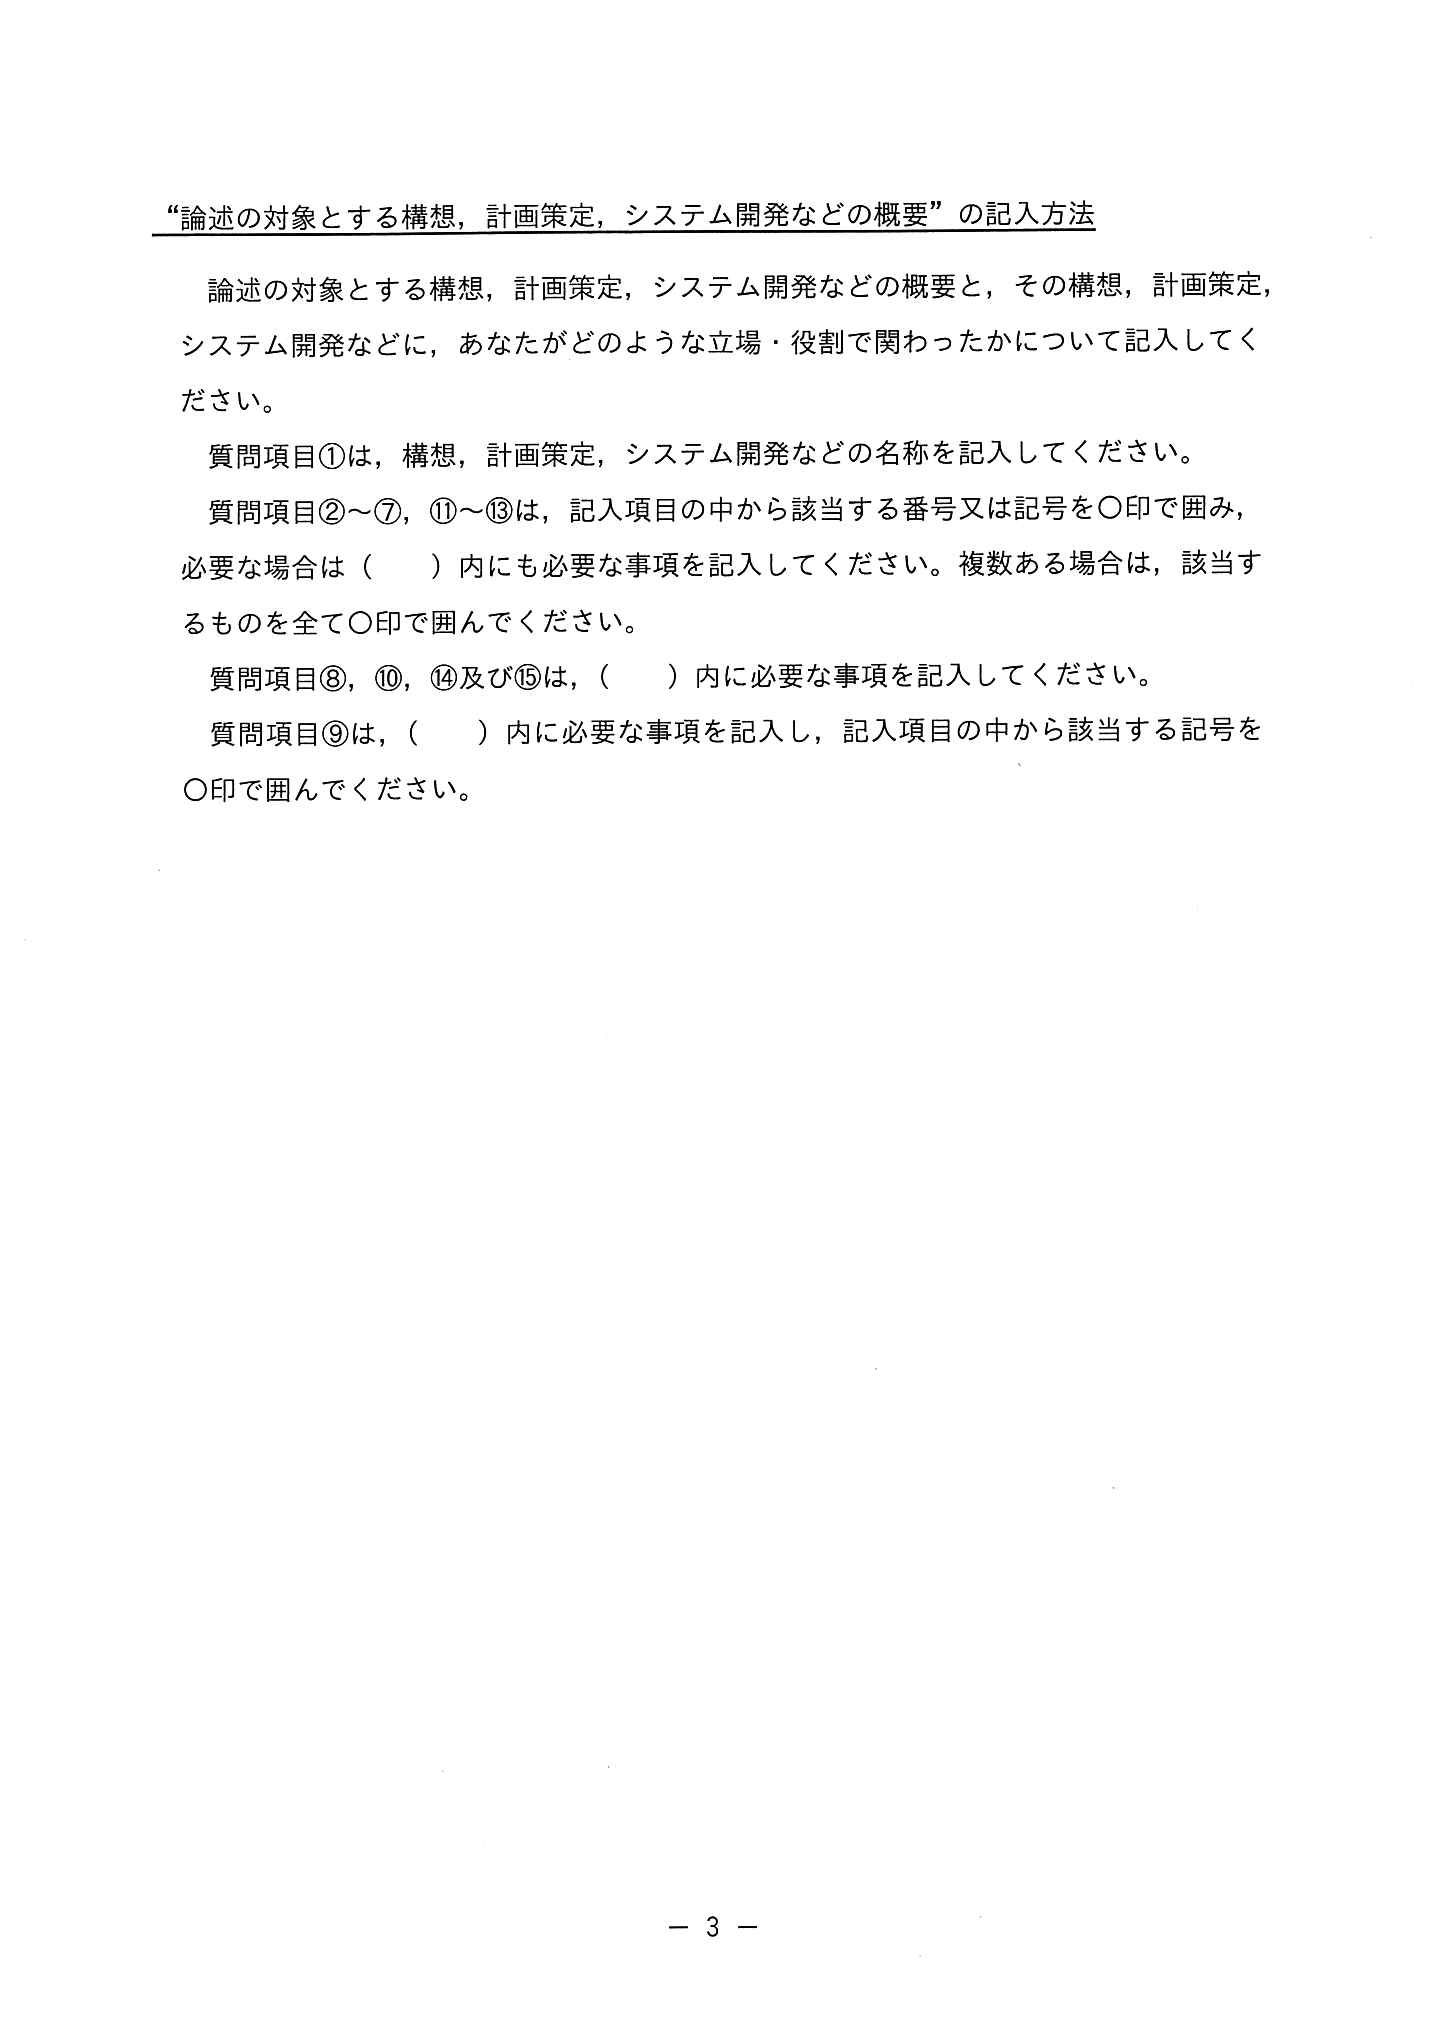 “論述の対象とする構想，計画策定，システム開発などの概要”の記入方法
論述の対象とする構想，計画策定，システム開発などの概要と，その構想，計画策定，
システム開発などに，あなたがどのような立場・役割で関わったかについて記入してく
ださい。
質問項目①は，構想，計画策定，システム開発などの名称を記入してください。
質問項目②～⑦，⑪～⑬は，記入項目の中から該当する番号又は記号を〇印で囲み，
必要な場合は（　　）内にも必要な事項を記入してください。複数ある場合は，該当す
るものを全て〇印で囲んでください。
質問項目⑧，⑩，⑭及び⑮は，（　　）内に必要な事項を記入してください。
質問項目⑨は，（　　）内に必要な事項を記入し，記入項目の中から該当する記号を
〇印で囲んでください。
－ 3 －